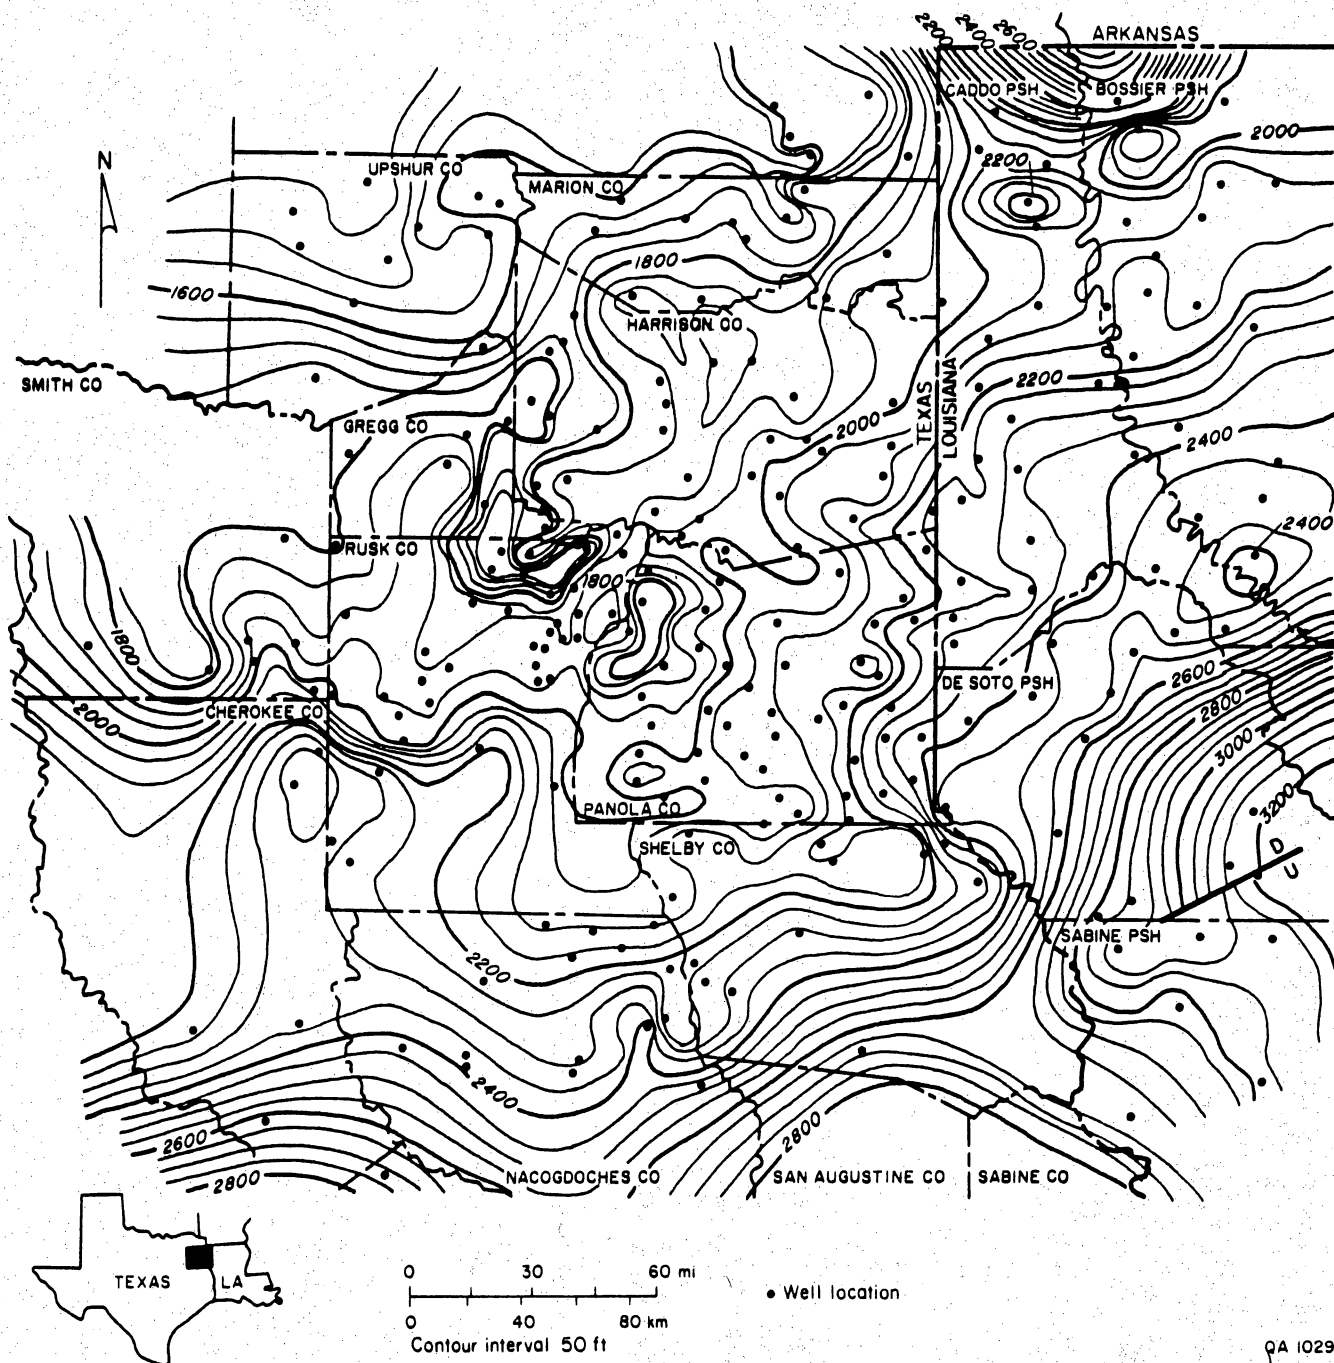 2200
2400
2600
ARKANSAS
CADDO PSH
BOSSIER PSH
2000
N
UPSHUR CO
MARION CO
2200
1800
1600
HARRISON CO
SMITH CO
TEXAS
LOUISIANA
2200
GREGG CO
2000
2400
2400
RUSK CO
1800
1800
2600
DE SOTO PSH
2800
CHEROKEE CO
2000
3000
3200
PANOLA CO
SHELBY CO
D
U
SABINE PSH
2200
2400
2600
2800
2800
NACOGDOCHES CO
SAN AUGUSTINE CO
SABINE CO
TEXAS
LA
0 30 60 mi
0 40 80 km
Contour interval 50 ft
Well location
QA 1029